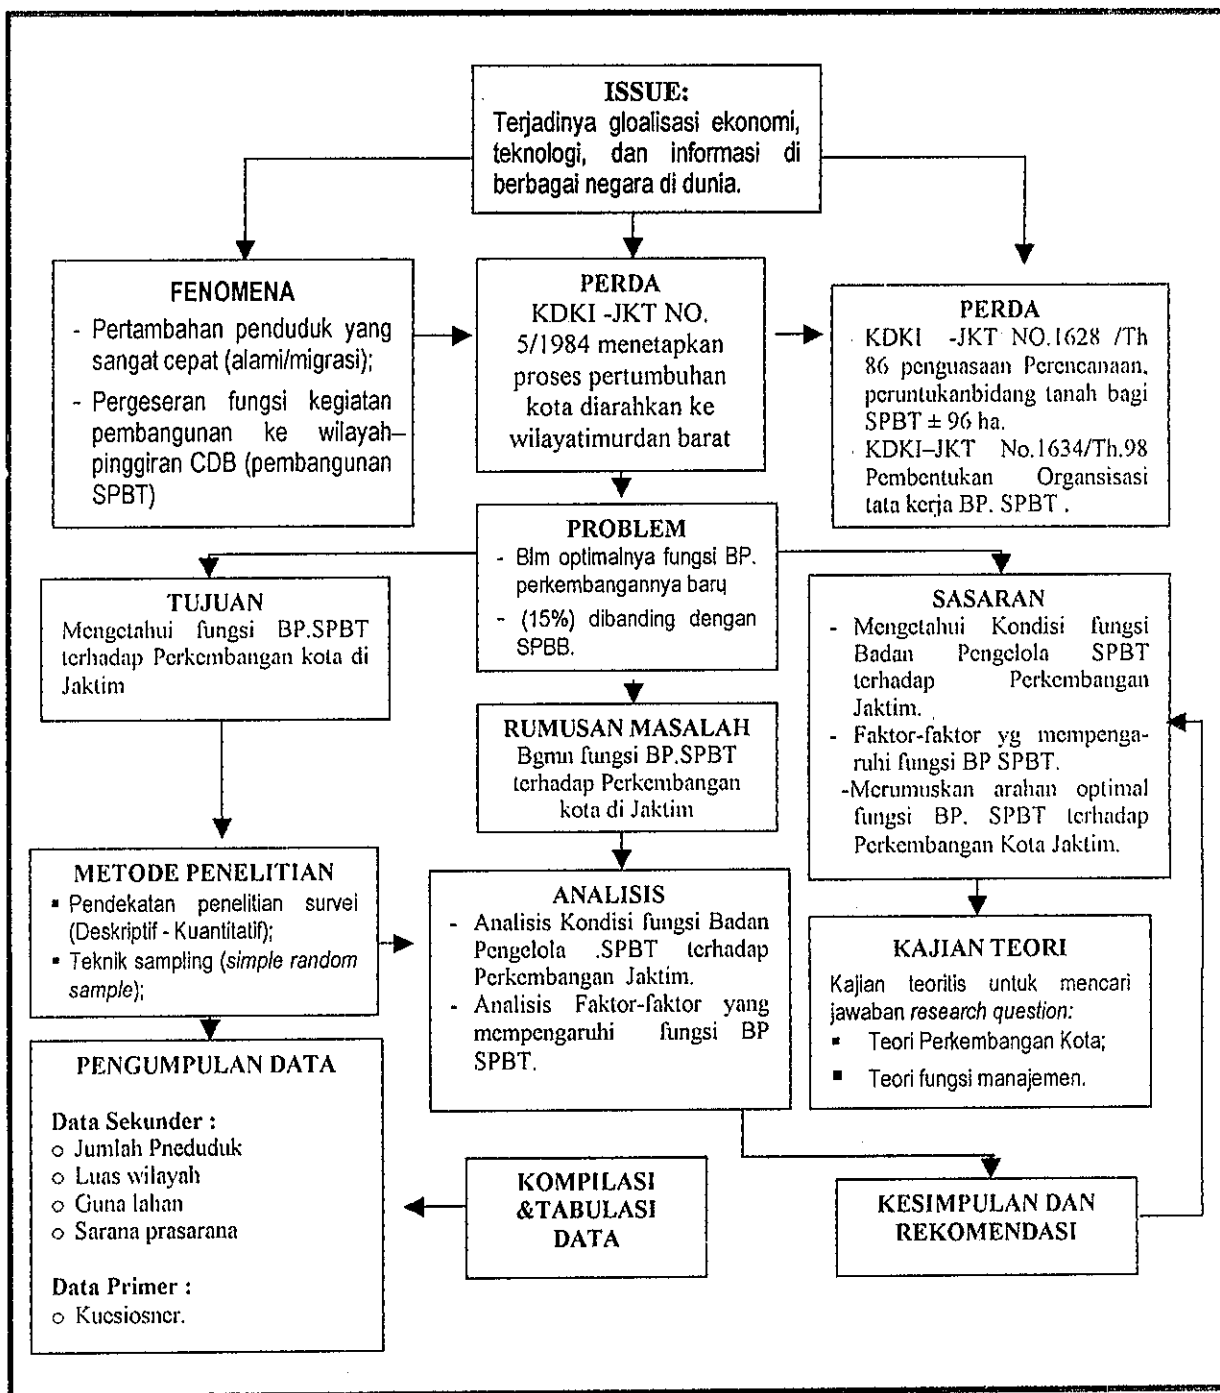 ISSUE:
Terjadinya gloalisasi ekonomi,
teknologi, dan informasi di
berbagai negara di dunia.
FENOMENA
- Pertambahan penduduk yang
sangat cepat (alami/migrasi);
- Pergeseran fungsi kegiatan
pembangunan ke wilayah–
pinggiran CDB (pembangunan
SPBT)
PERDA
KDKI -JKT NO.
5/1984 menetapkan
proses pertumbuhan
kota diarahkan ke
wilayatimurdan barat
PERDA
- KDKI -JKT NO.1628 /Th
86 penguasaan Perencanaan,
peruntukanbidang tanah bagi
SPBT ± 96 ha.
- KDKI–JKT No.1634/Th.98
Pembentukan Organsisasi
tata kerja BP. SPBT .
PROBLEM
- Blm optimalnya fungsi BP.
perkembangannya baru
- (15%) dibanding dengan
SPBB.
TUJUAN
Mengetahui fungsi BP.SPBT
terhadap Perkembangan kota di
Jaktim
SASARAN
- Mengetahui Kondisi fungsi
Badan Pengelola SPBT
terhadap Perkembangan
Jaktim.
- Faktor-faktor yg mempenga-
ruhi fungsi BP SPBT.
-Merumuskan arahan optimal
fungsi BP. SPBT terhadap
Perkembangan Kota Jaktim.
RUMUSAN MASALAH
Bgmn fungsi BP.SPBT
terhadap Perkembangan
kota di Jaktim
METODE PENELITIAN
▪ Pendekatan penelitian survei
(Deskriptif - Kuantitatif);
▪ Teknik sampling (simple random
sample);
ANALISIS
- Analisis Kondisi fungsi Badan
Pengelola .SPBT terhadap
Perkembangan Jaktim.
- Analisis Faktor-faktor yang
mempengaruhi fungsi BP
SPBT.
KAJIAN TEORI
Kajian teoritis untuk mencari
jawaban research question:
▪ Teori Perkembangan Kota;
▪ Teori fungsi manajemen.
PENGUMPULAN DATA
Data Sekunder :
o Jumlah Pneduduk
o Luas wilayah
o Guna lahan
o Sarana prasarana
Data Primer :
o Kuesiosner.
KOMPILASI
&TABULASI
DATA
KESIMPULAN DAN
REKOMENDASI